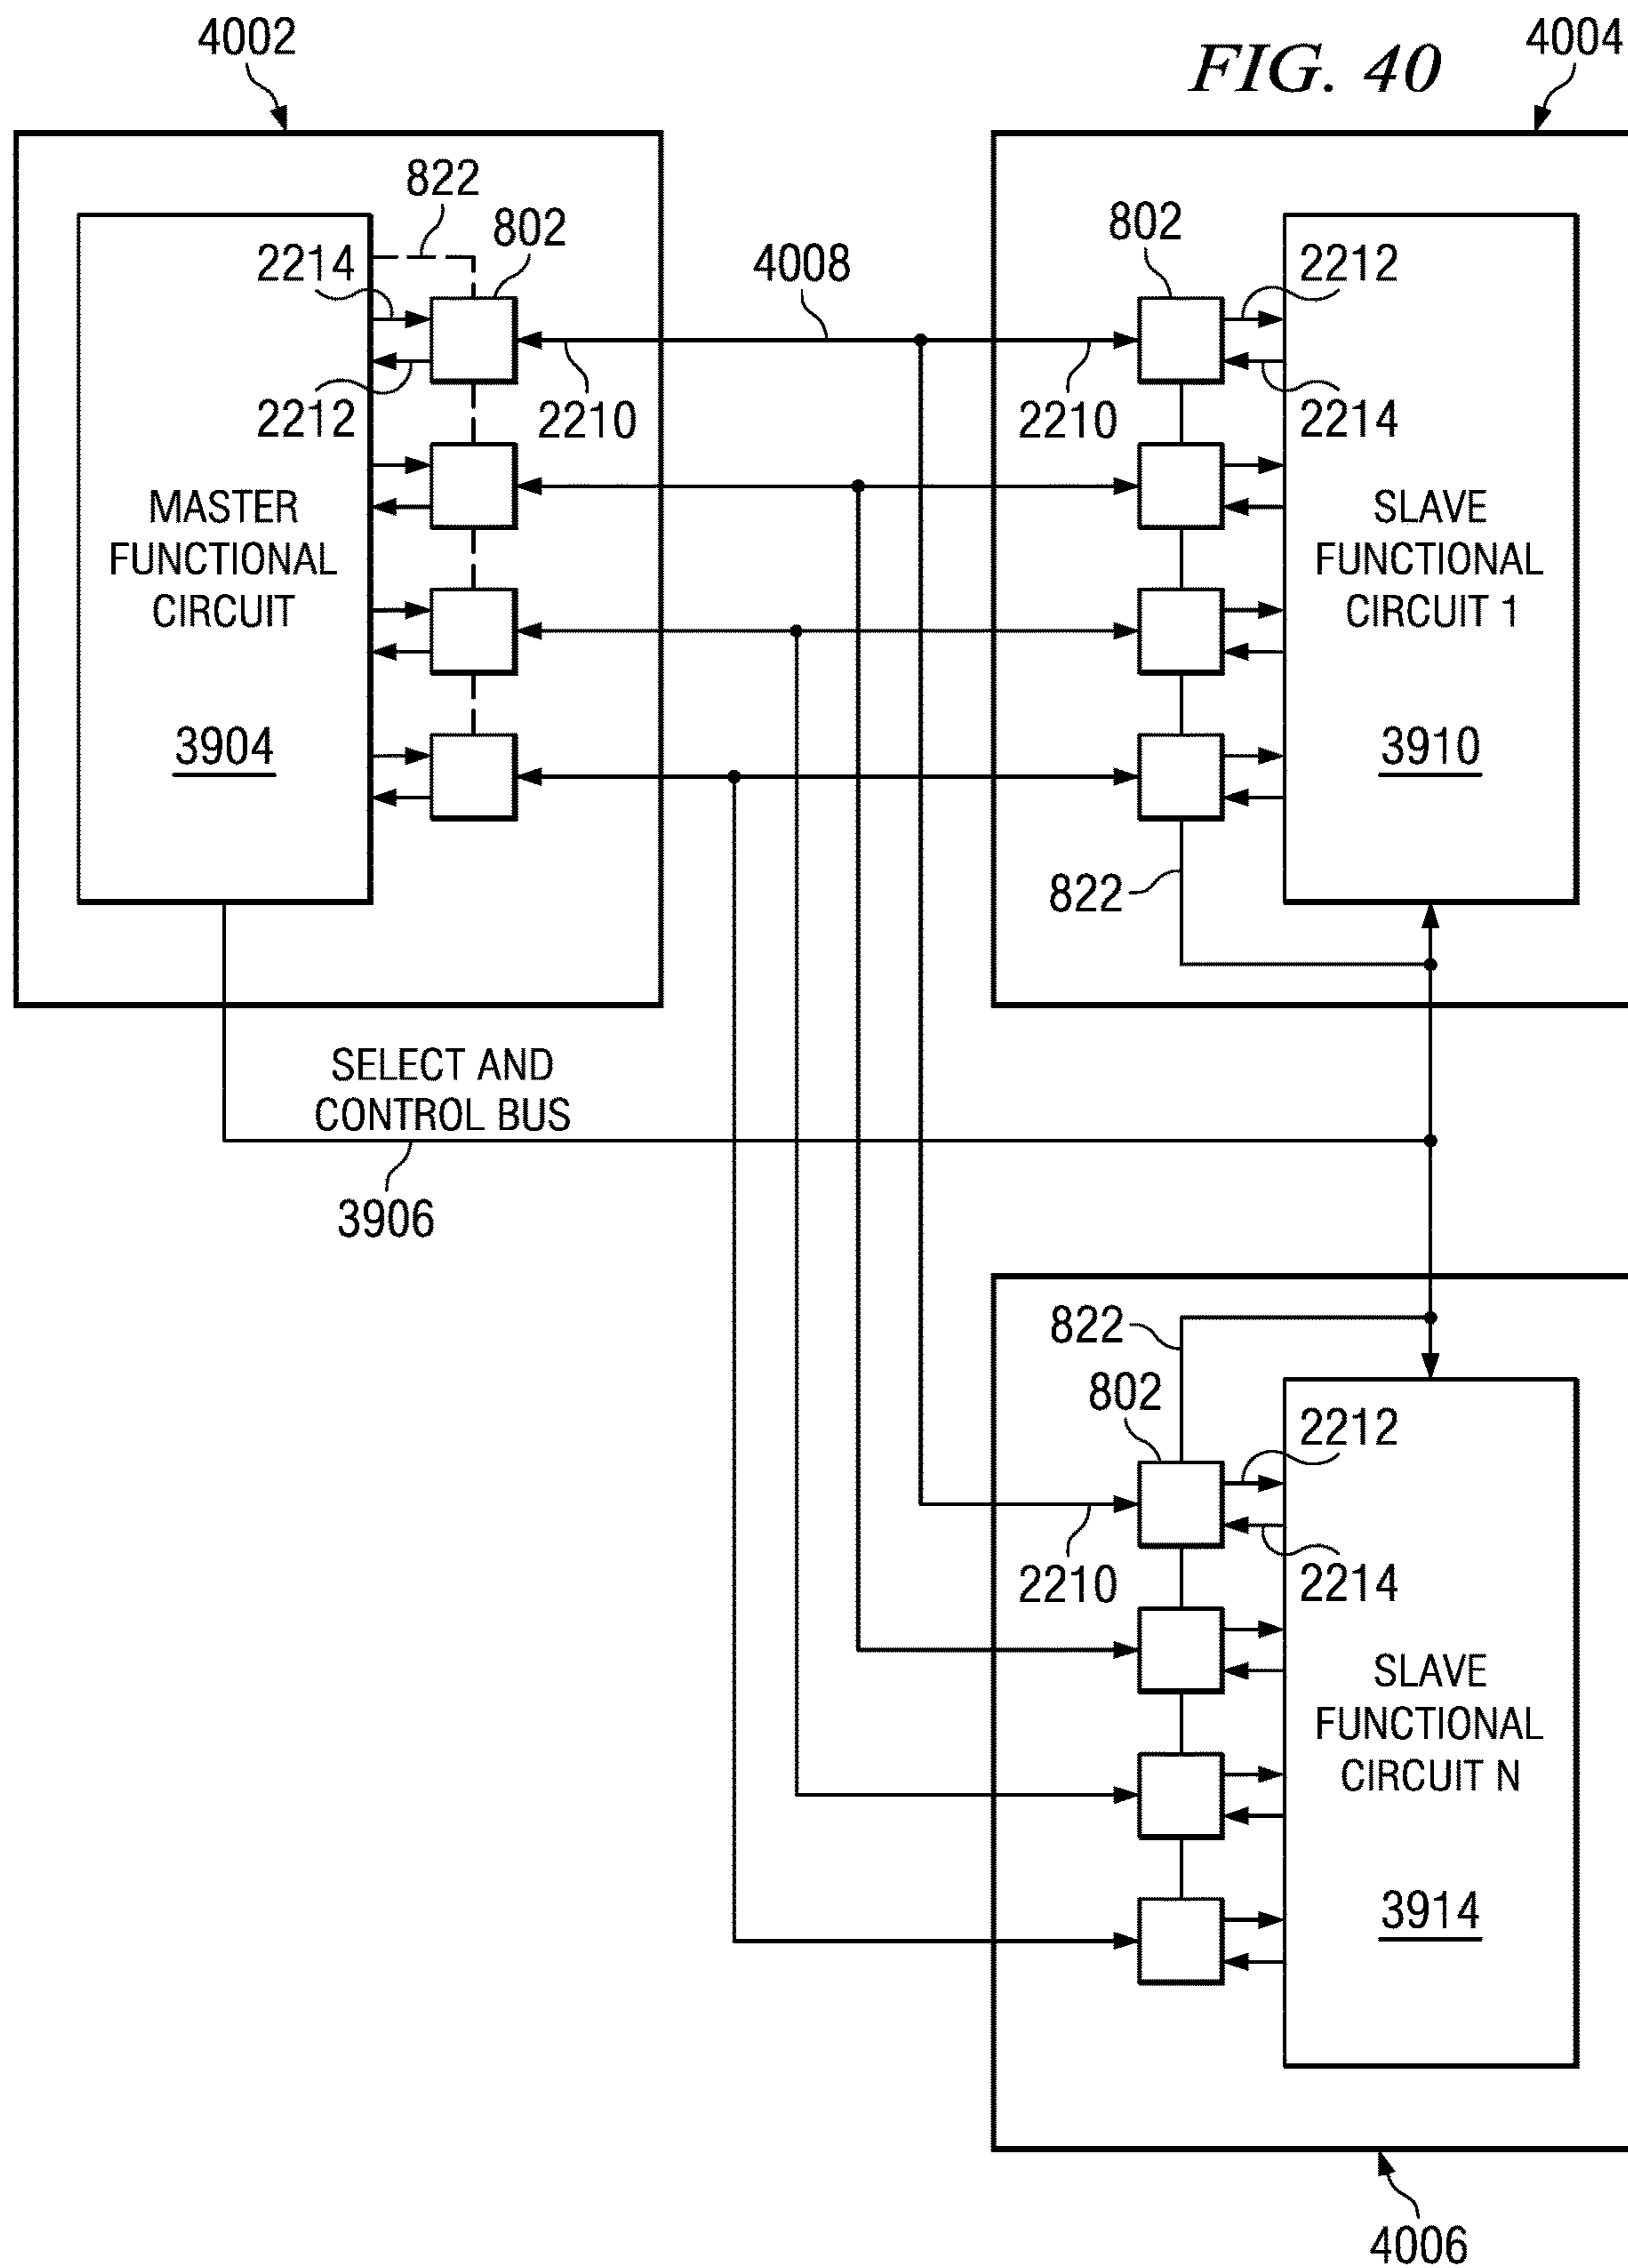 4002
FIG. 40
4004
822
802
2214
2212
2210
4008
MASTER
FUNCTIONAL
CIRCUIT
3904
802
2212
2210
2214
SLAVE
FUNCTIONAL
CIRCUIT 1
3910
822
SELECT AND
CONTROL BUS
3906
822
802
2212
2210
2214
SLAVE
FUNCTIONAL
CIRCUIT N
3914
4006